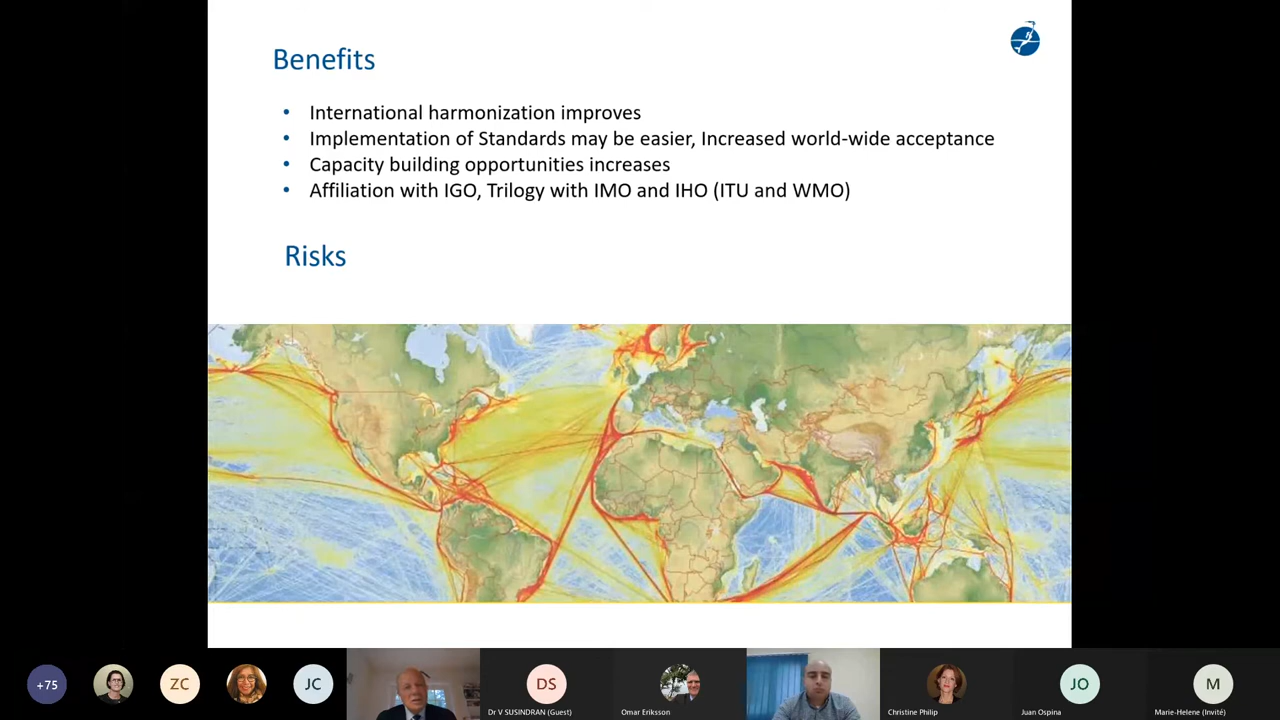 Benefits
• International harmonization improves
• Implementation of Standards may be easier, Increased world-wide acceptance
• Capacity building opportunities increases
• Affiliation with IGO, Trilogy with IMO and IHO (ITU and WMO)
Risks
+75
ZC
JC
DS
JO
M
Dr V SUSINDRAN (Guest)
Omar Eriksson
Christine Philip
Juan Ospina
Marie-Helene (Invité)